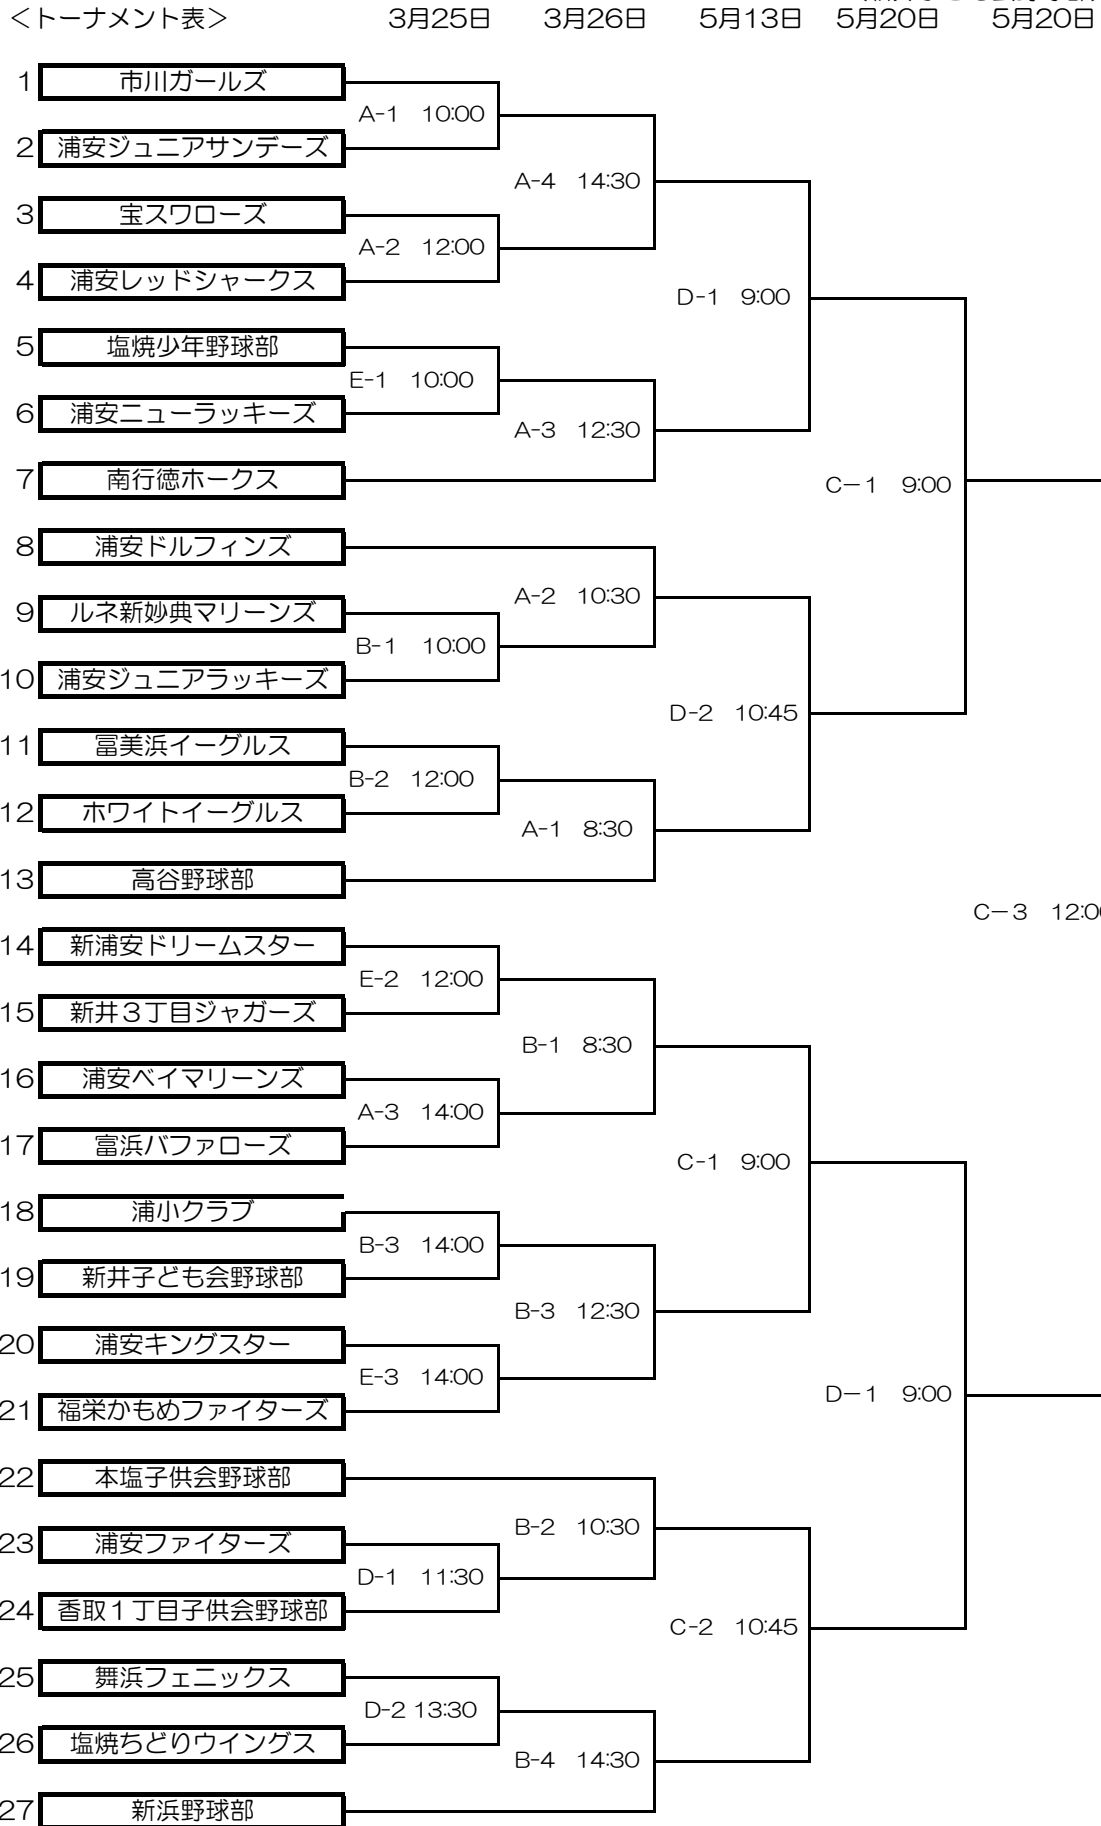 <トーナメント表> 3月25日 3月26日 5月13日 5月20日 5月20日
1 市川ガールズ
A-1 10:00
2 浦安ジュニアサンデーズ
A-4 14:30
3 宝スワローズ
A-2 12:00
4 浦安レッドシャークス
D-1 9:00
5 塩焼少年野球部
E-1 10:00
6 浦安ニューラッキーズ
A-3 12:30
7 南行徳ホークス
C－1 9:00
8 浦安ドルフィンズ
A-2 10:30
9 ルネ新妙典マリーンズ
B-1 10:00
10 浦安ジュニアラッキーズ
D-2 10:45
11 冨美浜イーグルス
B-2 12:00
12 ホワイトイーグルス
A-1 8:30
13 高谷野球部
C－3 12:0
14 新浦安ドリームスター
E-2 12:00
15 新井３丁目ジャガーズ
B-1 8:30
16 浦安ベイマリーンズ
A-3 14:00
17 富浜バファローズ
C-1 9:00
18 浦小クラブ
B-3 14:00
19 新井子ども会野球部
B-3 12:30
20 浦安キングスター
E-3 14:00
D－1 9:00
21 福栄かもめファイターズ
22 本塩子供会野球部
B-2 10:30
23 浦安ファイターズ
D-1 11:30
24 香取１丁目子供会野球部
C-2 10:45
25 舞浜フェニックス
D-2 13:30
26 塩焼ちどりウイングス
B-4 14:30
27 新浜野球部